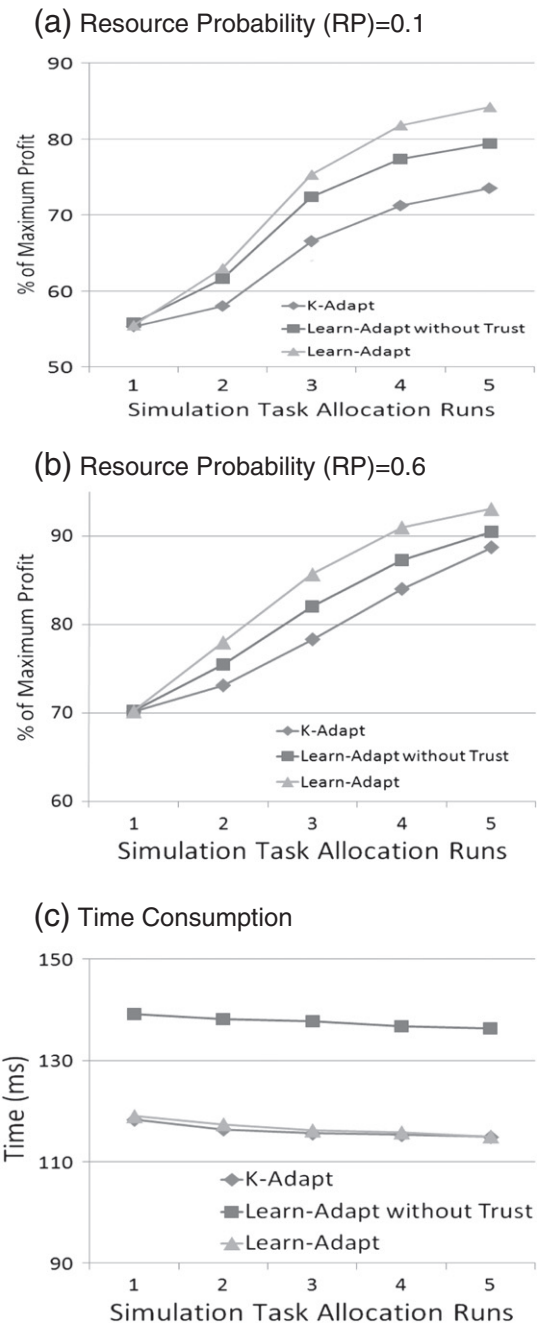 (a) Resource Probability (RP)=0.1
90
80
70
60
50
% of Maximum Profit
K-Adapt
Learn-Adapt without Trust
Learn-Adapt
1 2 3 4 5
Simulation Task Allocation Runs
(b) Resource Probability (RP)=0.6
90
80
70
60
% of Maximum Profit
K-Adapt
Learn-Adapt without Trust
Learn-Adapt
1 2 3 4 5
Simulation Task Allocation Runs
(c) Time Consumption
150
130
110
90
Time (ms)
K-Adapt
Learn-Adapt without Trust
Learn-Adapt
1 2 3 4 5
Simulation Task Allocation Runs